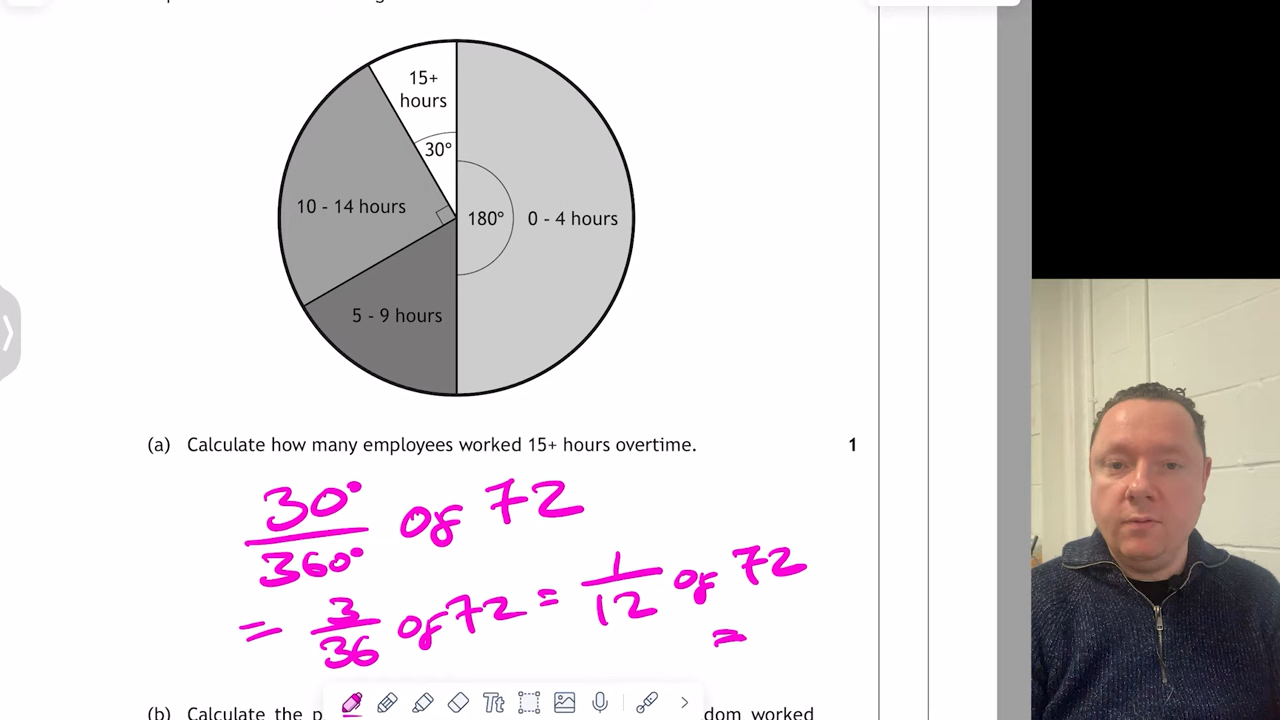 15+
hours
30°
10 - 14 hours
180° 0 - 4 hours
5 - 9 hours
(a) Calculate how many employees worked 15+ hours overtime. 1
30°/360° of 72
= 3/36 of 72 = 1/12 of 72
=
Tt
(b) Calculate the p
dom worked